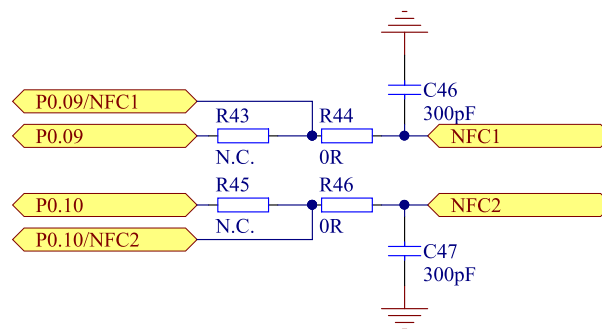 C46
300pF
P0.09/NFC1
R43
R44
P0.09
NFC1
N.C.
0R
R45
R46
P0.10
NFC2
N.C.
0R
P0.10/NFC2
C47
300pF